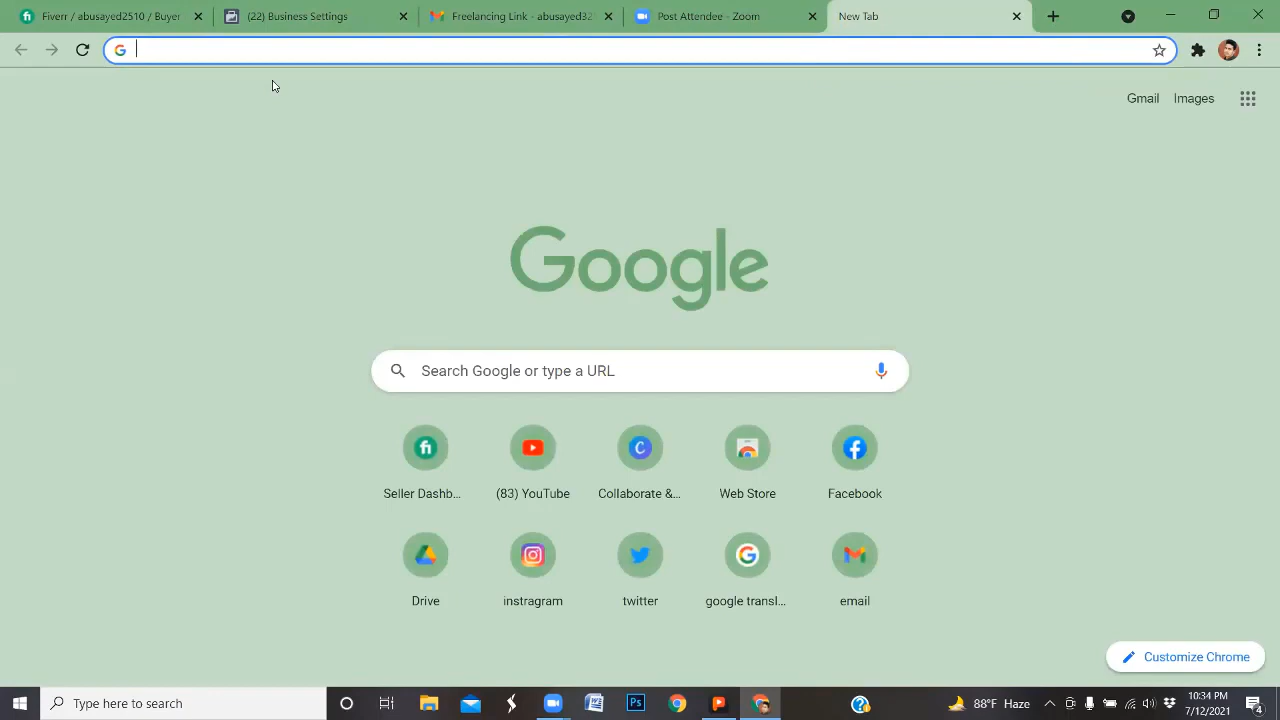 Fiverr / abusayed2510 / Buyer
(22) Business Settings
Freelancing Link - abusayed32
Post Attendee - Zoom
New Tab
Gmail Images
Google
Search Google or type a URL
Seller Dashb...
(83) YouTube
Collaborate &...
Web Store
Facebook
Drive
instragram
twitter
google transl...
email
Customize Chrome
Type here to search
88°F Haze
10:34 PM
7/12/2021
4